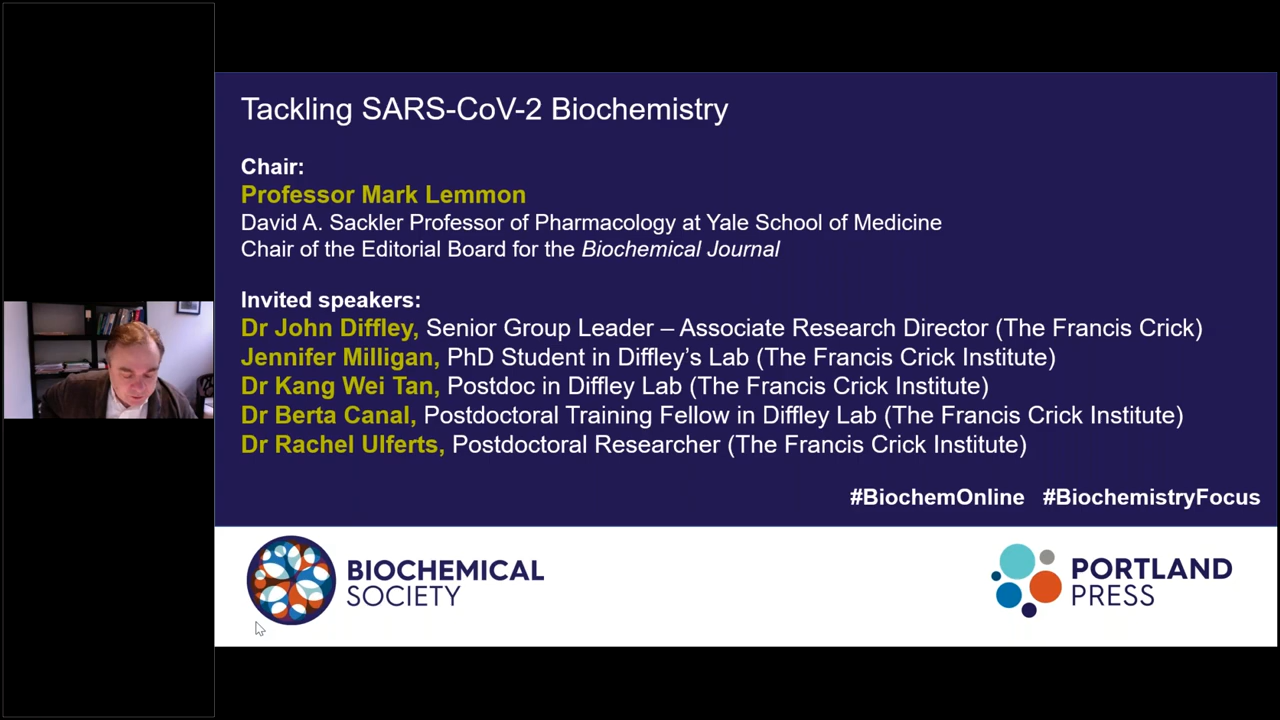 Tackling SARS-CoV-2 Biochemistry
Chair:
Professor Mark Lemmon
David A. Sackler Professor of Pharmacology at Yale School of Medicine
Chair of the Editorial Board for the Biochemical Journal
Invited speakers:
Dr John Diffley, Senior Group Leader – Associate Research Director (The Francis Crick)
Jennifer Milligan, PhD Student in Diffley's Lab (The Francis Crick Institute)
Dr Kang Wei Tan, Postdoc in Diffley Lab (The Francis Crick Institute)
Dr Berta Canal, Postdoctoral Training Fellow in Diffley Lab (The Francis Crick Institute)
Dr Rachel Ulferts, Postdoctoral Researcher (The Francis Crick Institute)
#BiochemOnline #BiochemistryFocus
BIOCHEMICAL
SOCIETY
PORTLAND
PRESS